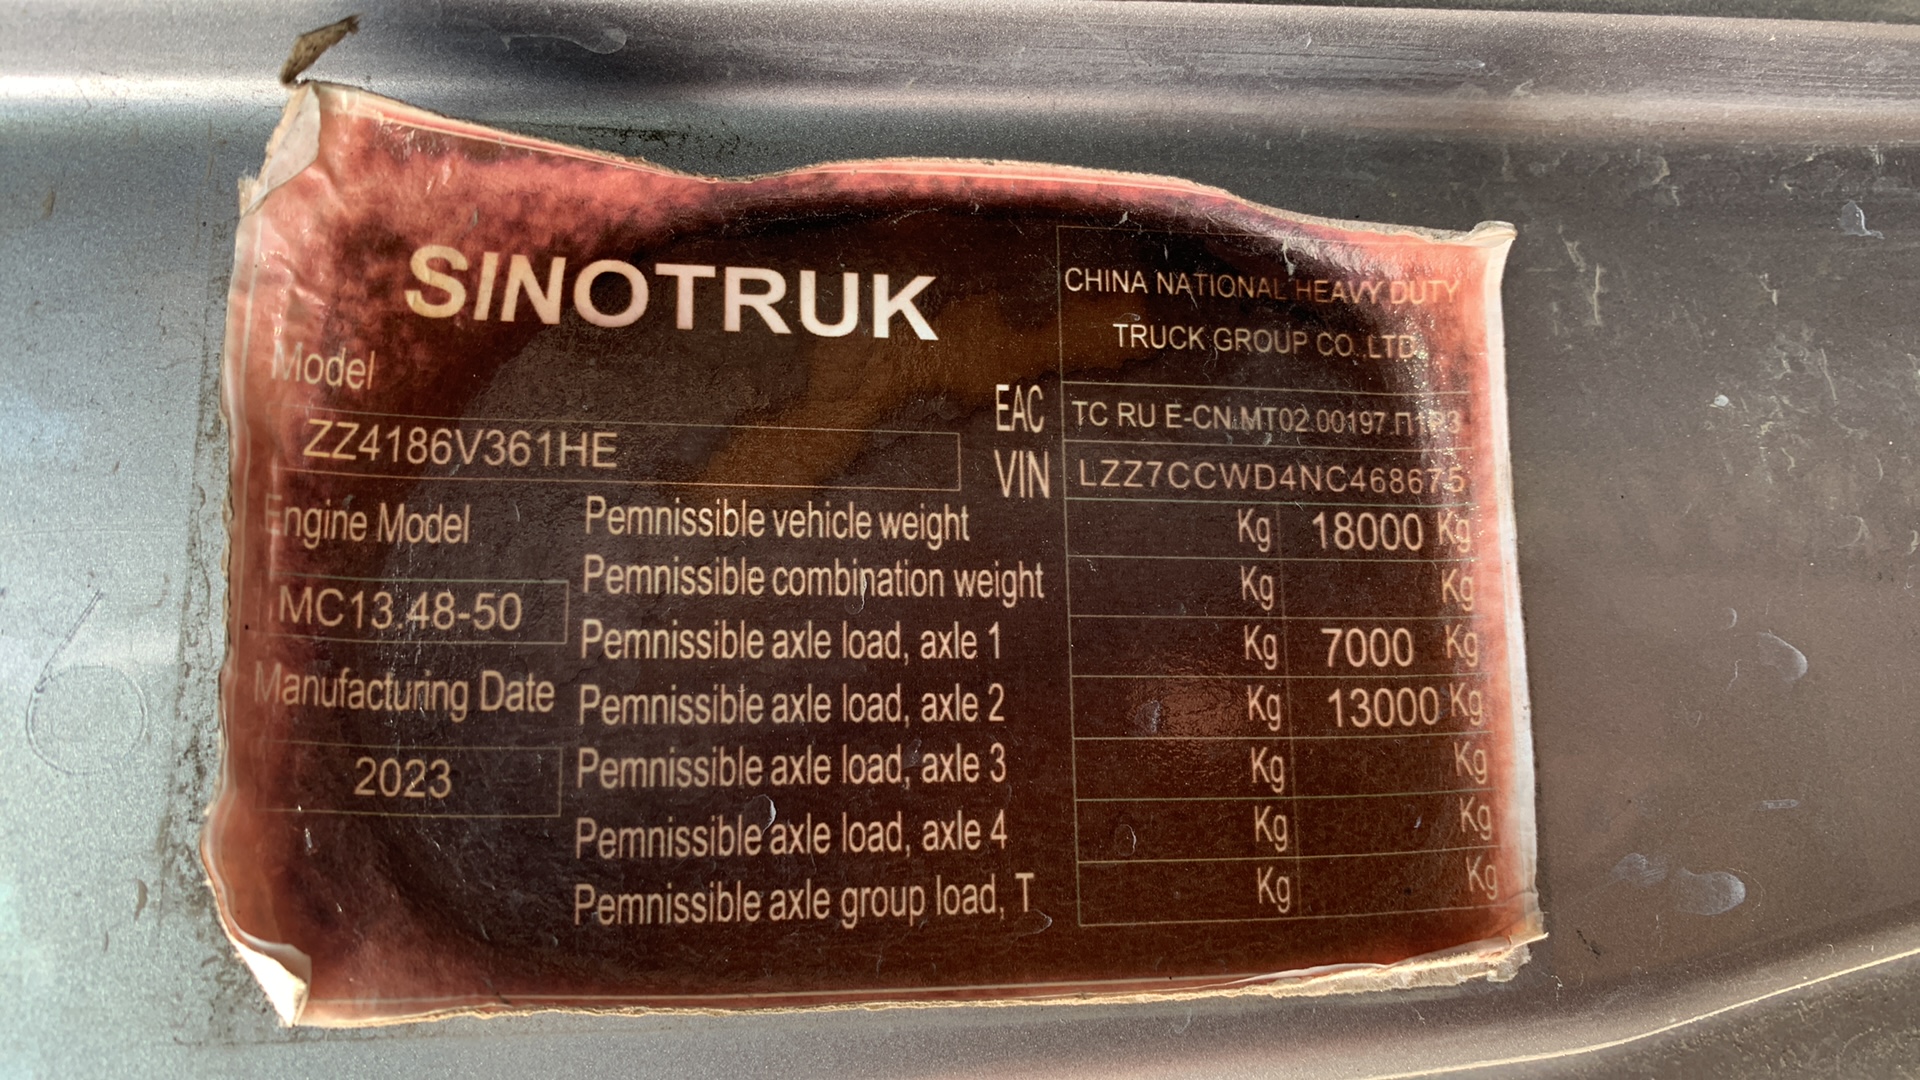 SINOTRUK
CHINA NATIONAL HEAVY DUTY
TRUCK GROUP CO.,LTD.
Model
ZZ4186V361HE
EAC TC RU E-CN.MT02.00197.П1Р3
VIN LZZ7CCWD4NC468675
Engine Model
MC13.48-50
Manufacturing Date
2023
Pemnissible vehicle weight Kg 18000 Kg
Pemnissible combination weight Kg Kg
Pemnissible axle load, axle 1 Kg 7000 Kg
Pemnissible axle load, axle 2 Kg 13000 Kg
Pemnissible axle load, axle 3 Kg Kg
Pemnissible axle load, axle 4 Kg Kg
Pemnissible axle group load, T Kg Kg